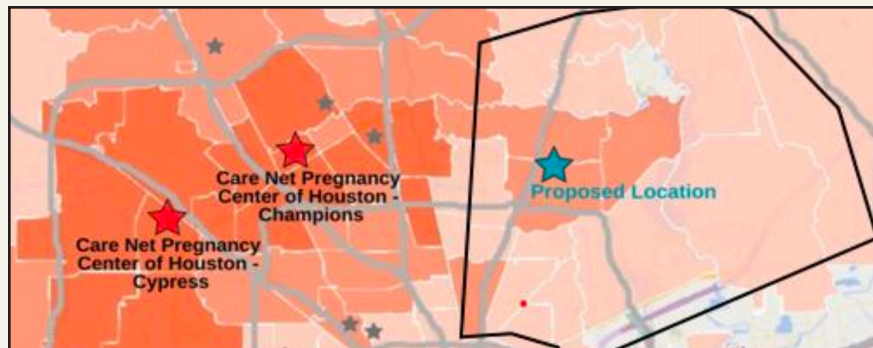 Care Net Pregnancy
Center of Houston -
Champions
Proposed Location
Care Net Pregnancy
Center of Houston -
Cypress